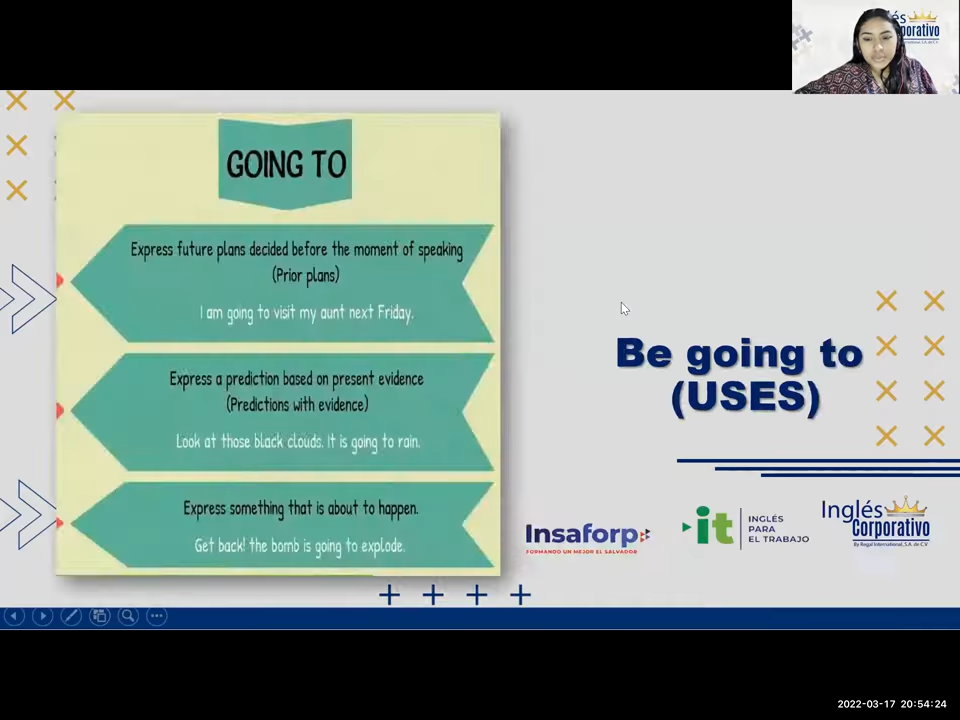 GOING TO
Express future plans decided before the moment of speaking
(Prior plans)
I am going to visit my aunt next Friday.
Express a prediction based on present evidence
(Predictions with evidence)
Look at those black clouds. It is going to rain.
Express something that is about to happen.
Get back! the bomb is going to explode.
Be going to
(USES)
Insaforp
FORMANDO UN MEJOR EL SALVADOR
it
INGLÉS
PARA
EL TRABAJO
Inglés
Corporativo
By Regal International, S.A. de C.V
2022-03-17 20:54:24